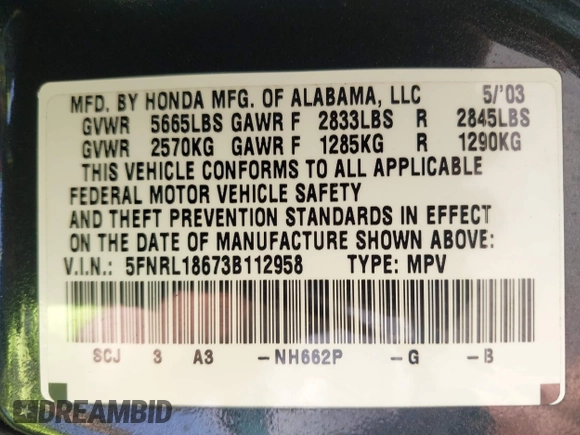 MFD. BY HONDA MFG. OF ALABAMA, LLC 5/'03
GVWR 5665LBS GAWR F 2833LBS R 2845LBS
GVWR 2570KG GAWR F 1285KG R 1290KG
THIS VEHICLE CONFORMS TO ALL APPLICABLE
FEDERAL MOTOR VEHICLE SAFETY
AND THEFT PREVENTION STANDARDS IN EFFECT
ON THE DATE OF MANUFACTURE SHOWN ABOVE:
V.I.N.: 5FNRL18673B112958 TYPE: MPV
SCJ 3 A3 -NH662P -G -B
DREAMBID